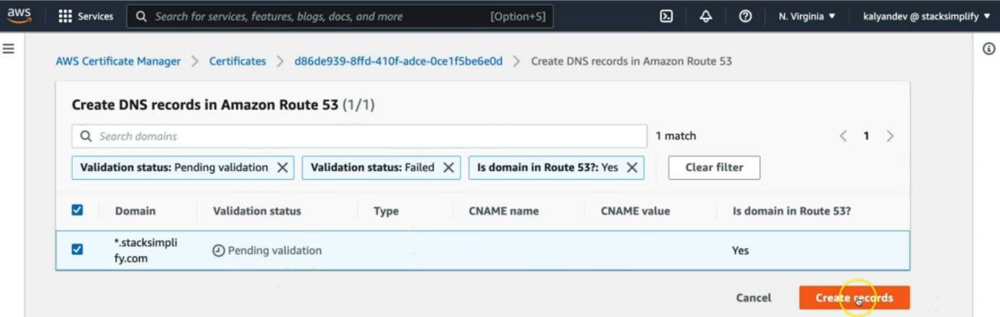 aws Services Search for services, features, blogs, docs, and more [Option+S] N. Virginia ▼ kalyandev @ stacksimplify ▼
AWS Certificate Manager > Certificates > d86de939-8ffd-410f-adce-0ce1f5be6e0d > Create DNS records in Amazon Route 53
Create DNS records in Amazon Route 53 (1/1)
Search domains 1 match < 1 >
Validation status: Pending validation X Validation status: Failed X Is domain in Route 53?: Yes X Clear filter
Domain Validation status Type CNAME name CNAME value Is domain in Route 53?
*.stacksimpli
fy.com Pending validation Yes
Cancel Create records